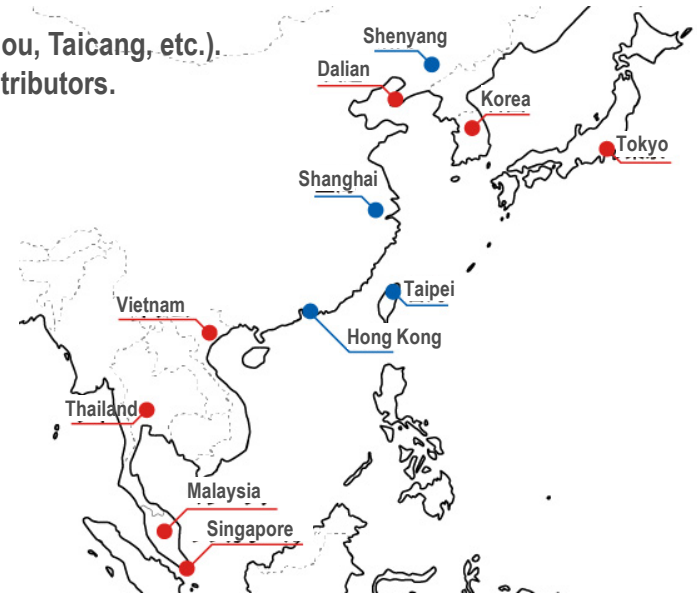 ou, Taicang, etc.).
tributors.
Shenyang
Dalian
Korea
Tokyo
Shanghai
Taipei
Vietnam
Hong Kong
Thailand
Malaysia
Singapore